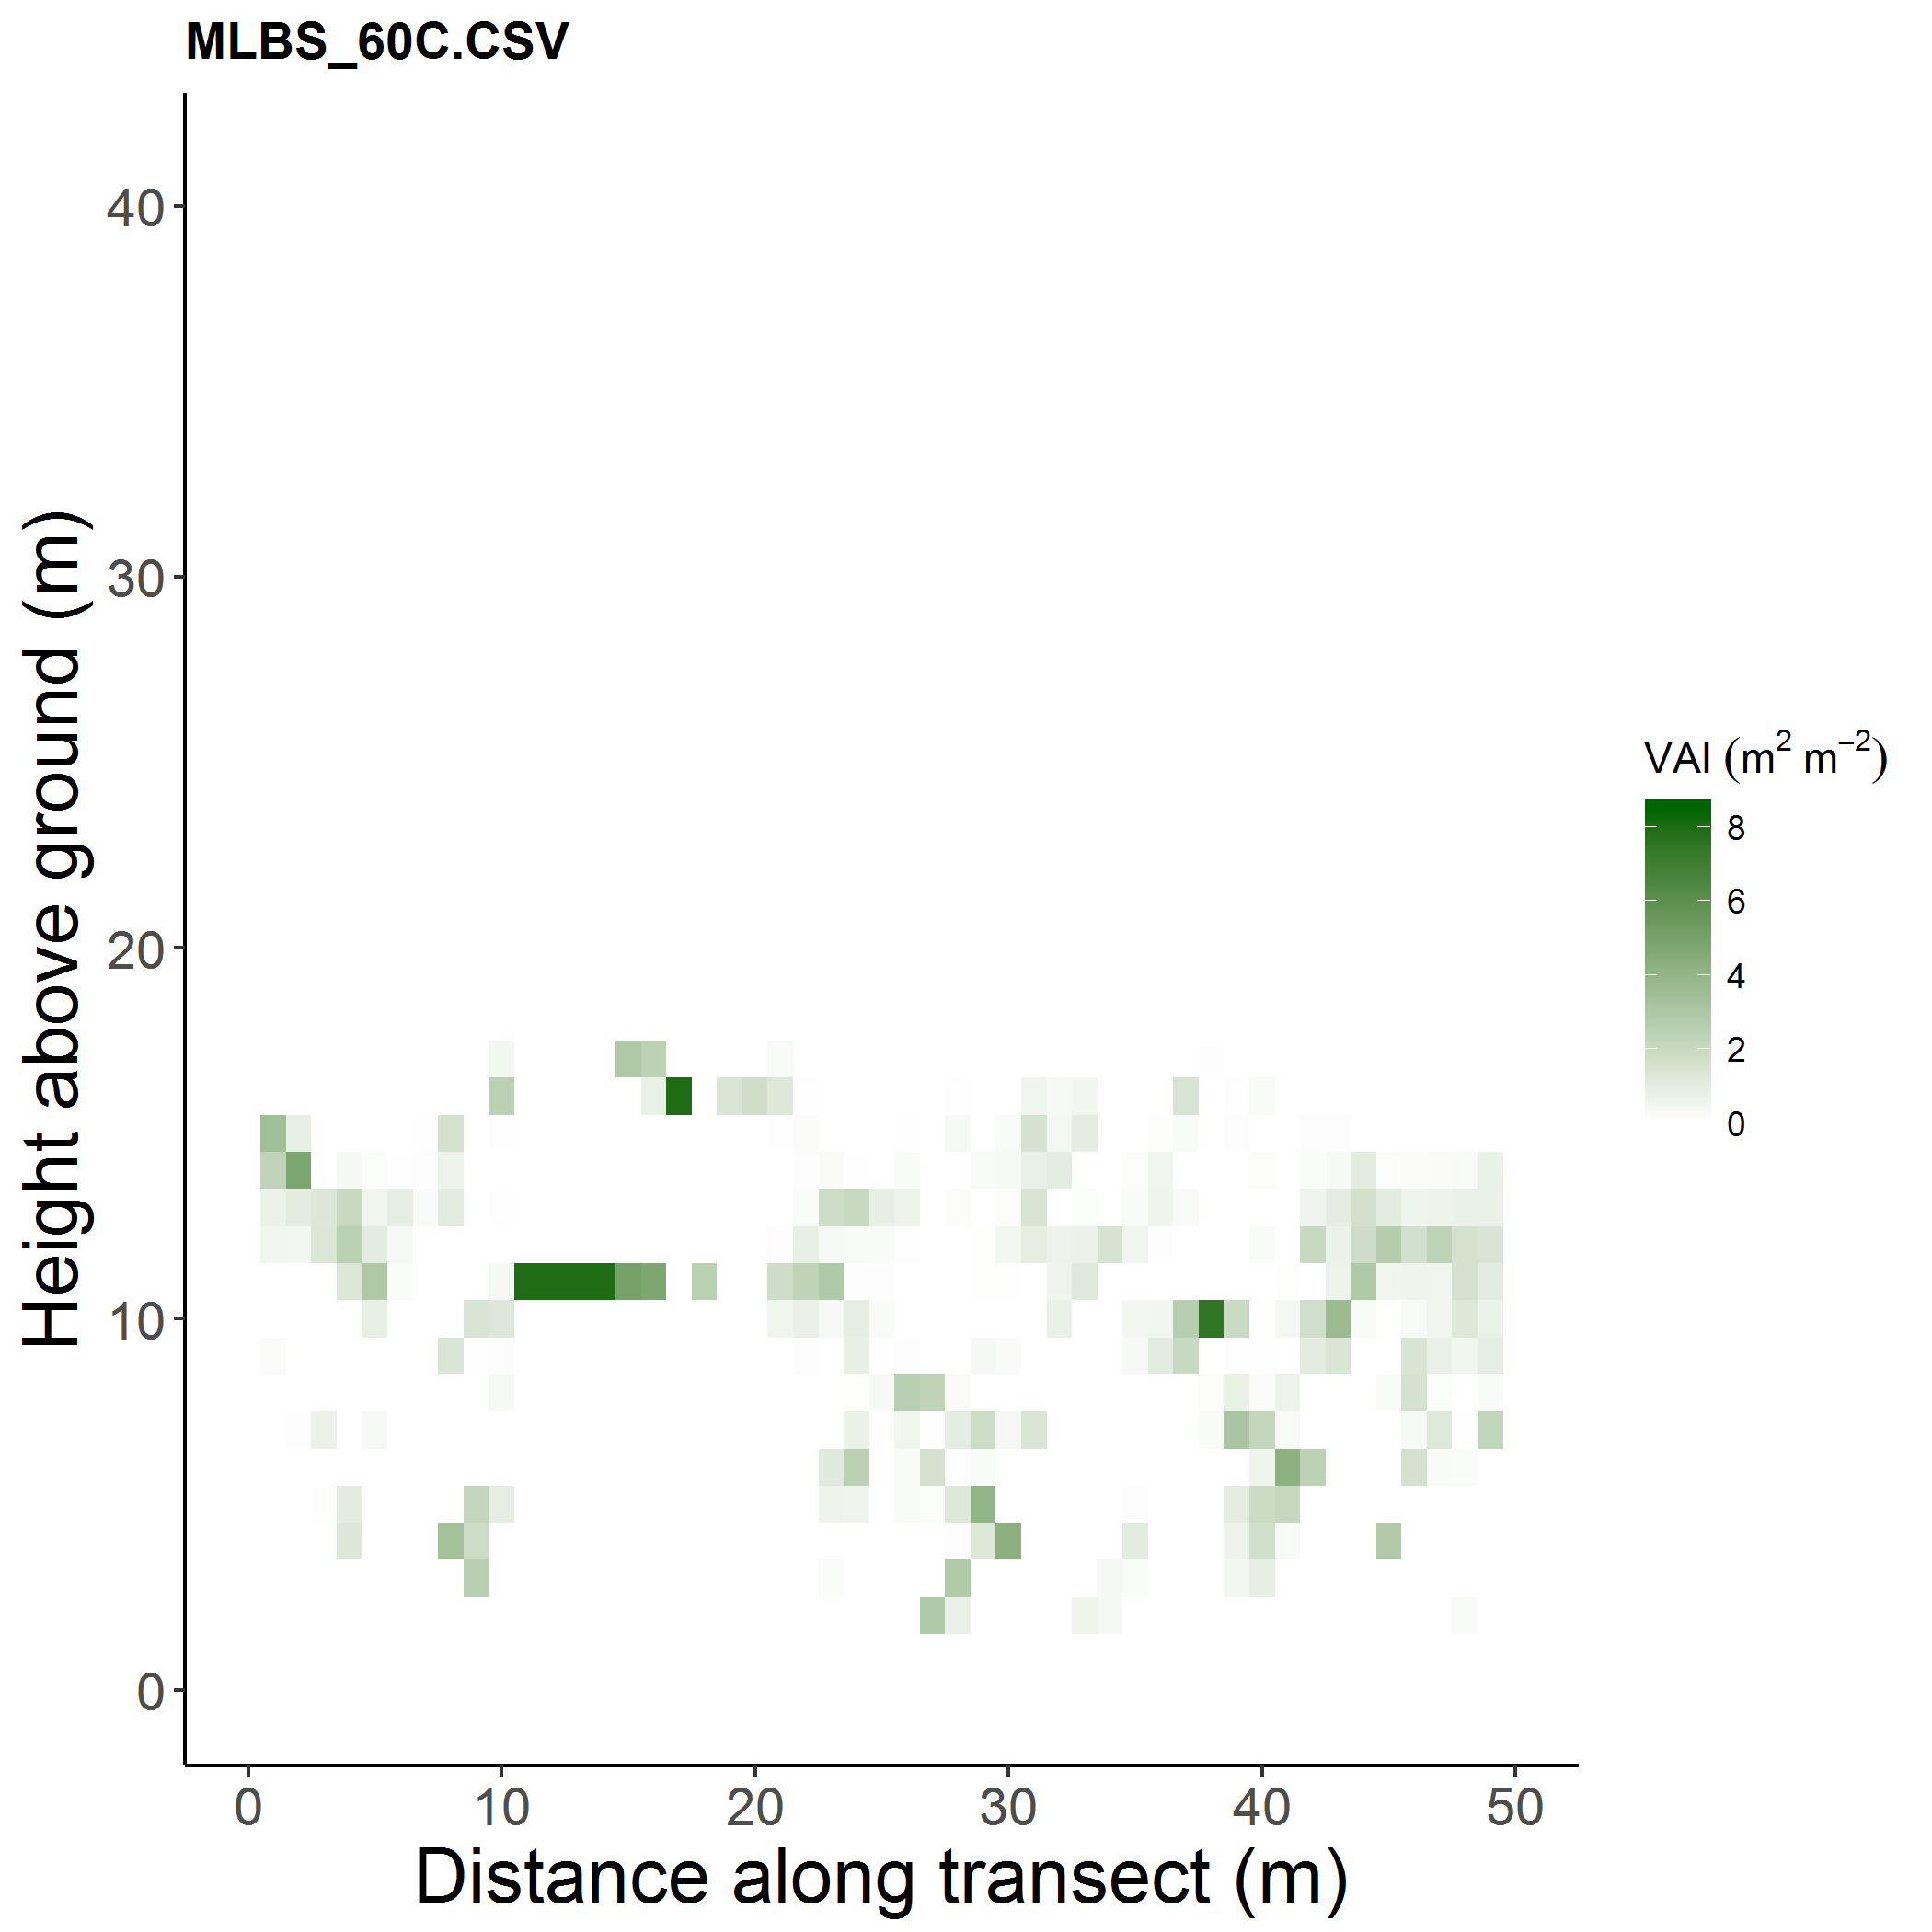 MLBS_60C.CSV
Height above ground (m)
40
30
20
10
0
0 10 20 30 40 50
Distance along transect (m)
VAI (m² m⁻²)
8
6
4
2
0